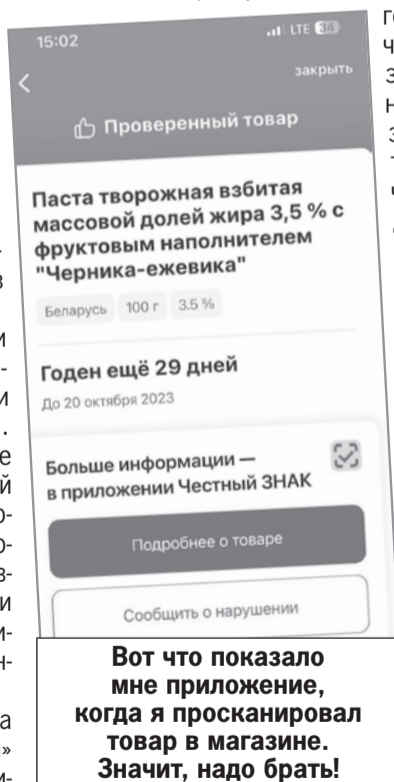 15:02
LTE 34
закрыть
Проверенный товар
Паста творожная взбитая
массовой долей жира 3,5 % с
фруктовым наполнителем
"Черника-ежевика"
Беларусь 100 г 3.5 %
Годен ещё 29 дней
До 20 октября 2023
Больше информации —
в приложении Честный ЗНАК
Подробнее о товаре
Сообщить о нарушении
Вот что показало
мне приложение,
когда я просканировал
товар в магазине.
Значит, надо брать!